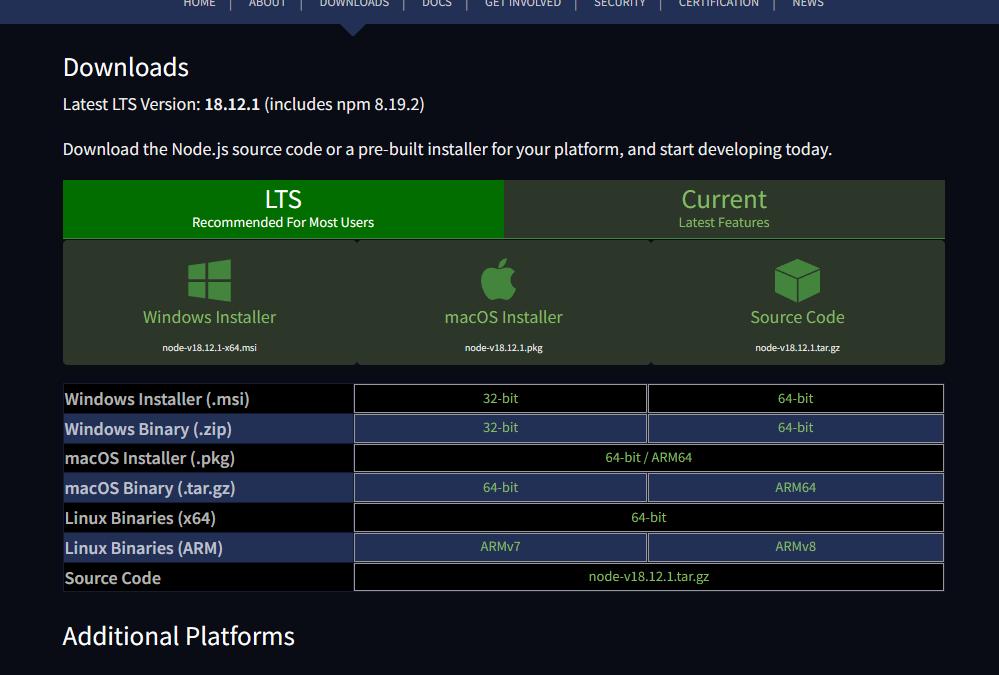 HOME | ABOUT | DOWNLOADS | DOCS | GET INVOLVED | SECURITY | CERTIFICATION | NEWS
Downloads
Latest LTS Version: 18.12.1 (includes npm 8.19.2)
Download the Node.js source code or a pre-built installer for your platform, and start developing today.
LTS Current
Recommended For Most Users Latest Features
Windows Installer macOS Installer Source Code
node-v18.12.1-x64.msi node-v18.12.1.pkg node-v18.12.1.tar.gz
Windows Installer (.msi) 32-bit 64-bit
Windows Binary (.zip) 32-bit 64-bit
macOS Installer (.pkg) 64-bit / ARM64
macOS Binary (.tar.gz) 64-bit ARM64
Linux Binaries (x64) 64-bit
Linux Binaries (ARM) ARMv7 ARMv8
Source Code node-v18.12.1.tar.gz
Additional Platforms